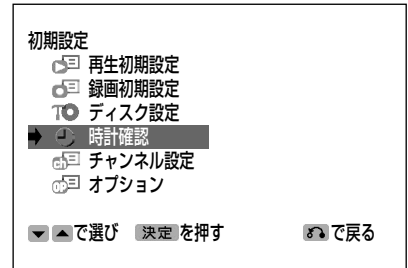 初期設定
再生初期設定
録画初期設定
ディスク設定
時計確認
ch チャンネル設定
OP オプション
で選び 決定 を押す で戻る